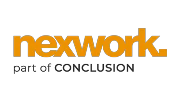 nexwork.
part of CONCLUSION